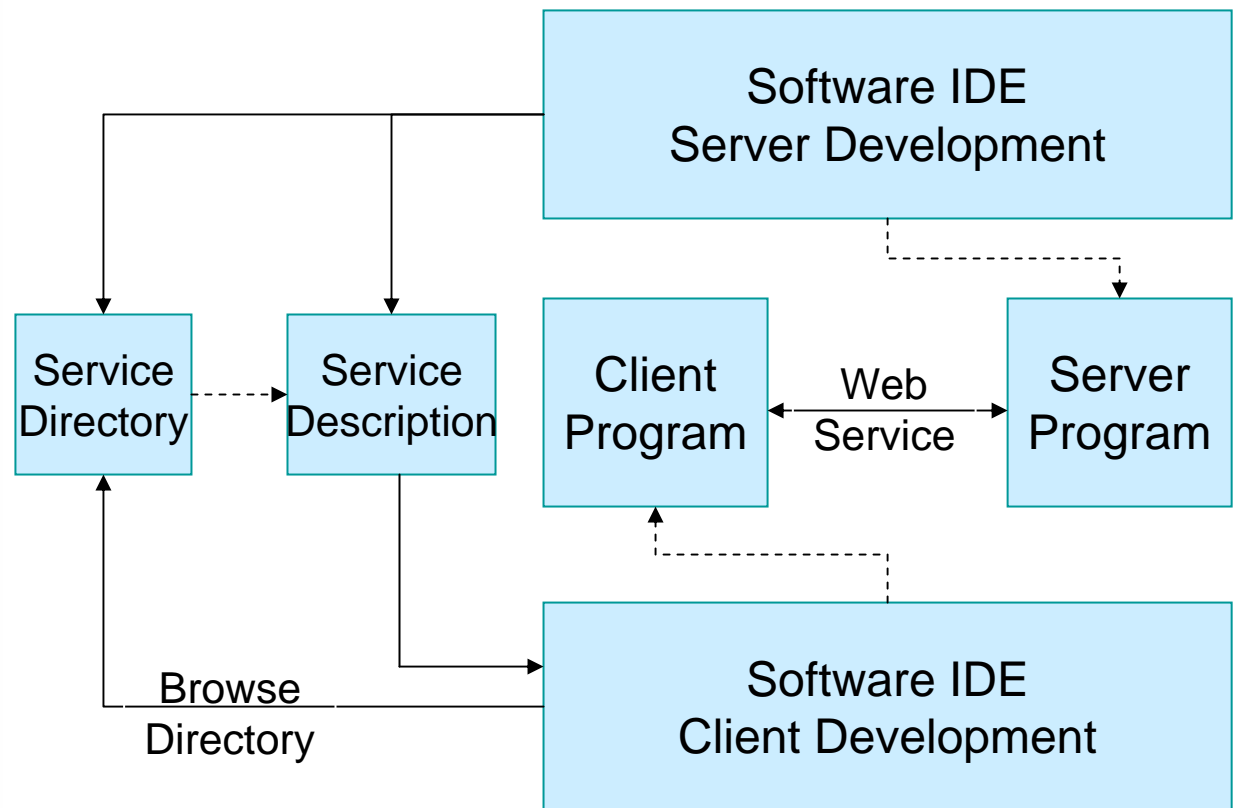 Software IDE
Server Development
Service
Directory
Service
Description
Client
Program
Web
Service
Server
Program
Browse
Directory
Software IDE
Client Development